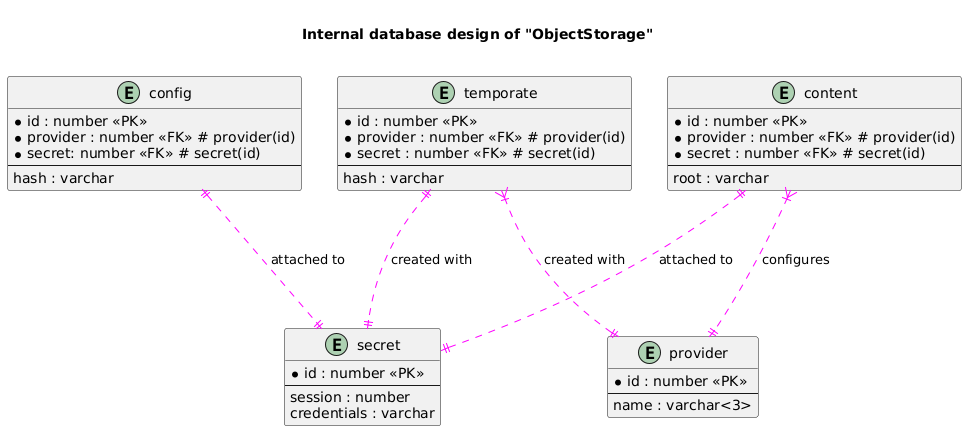 Internal database design of "ObjectStorage"
E config
* id : number «PK»
* provider : number «FK» # provider(id)
* secret: number «FK» # secret(id)
hash : varchar
E temporate
* id : number «PK»
* provider : number «FK» # provider(id)
* secret : number «FK» # secret(id)
hash : varchar
E content
* id : number «PK»
* provider : number «FK» # provider(id)
* secret : number «FK» # secret(id)
root : varchar
attached to
created with
created with
attached to
configures
E secret
* id : number «PK»
session : number
credentials : varchar
E provider
* id : number «PK»
name : varchar<3>